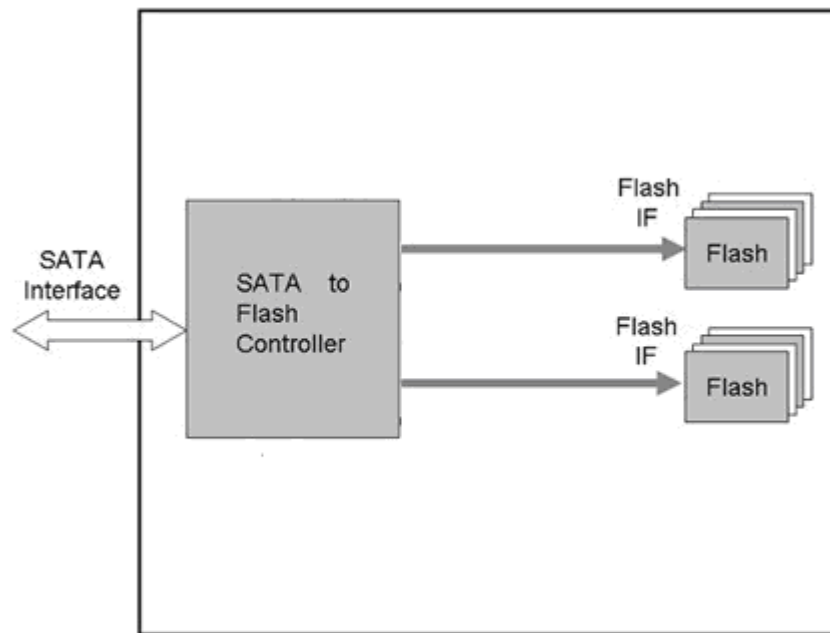 SATA
Interface
SATA to
Flash
Controller
Flash
IF
Flash
Flash
IF
Flash